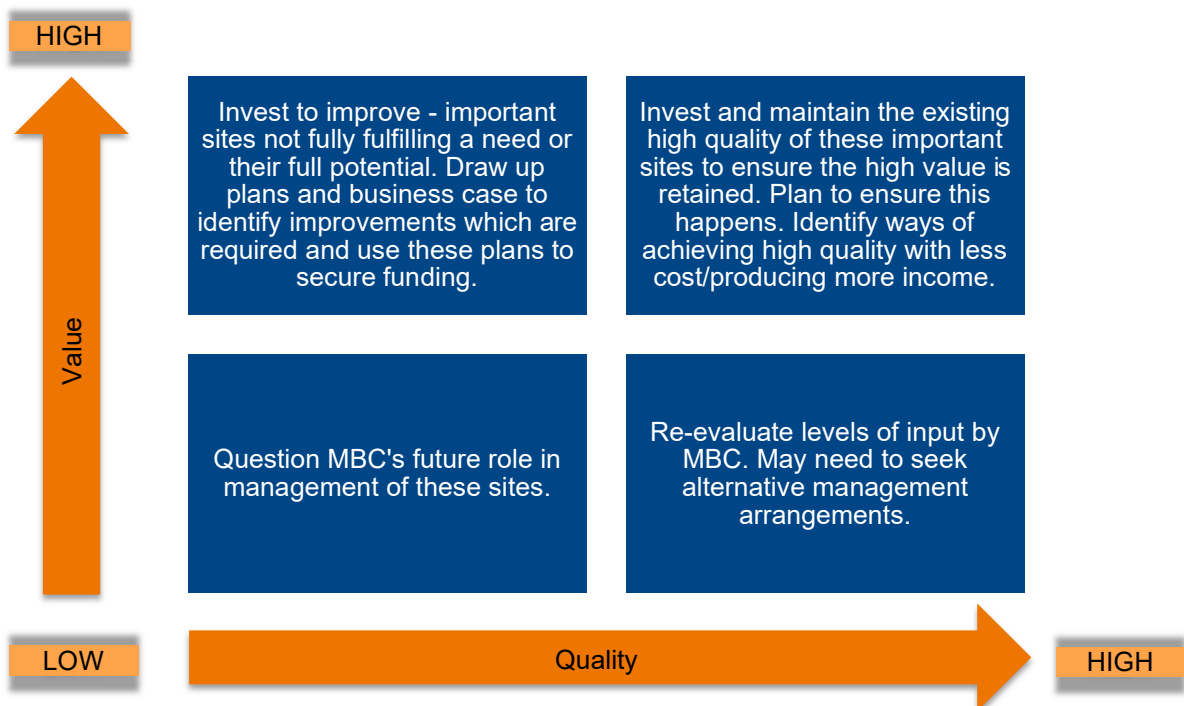 HIGH
Invest to improve - important
sites not fully fulfilling a need or
their full potential. Draw up
plans and business case to
identify improvements which are
required and use these plans to
secure funding.
Invest and maintain the existing
high quality of these important
sites to ensure the high value is
retained. Plan to ensure this
happens. Identify ways of
achieving high quality with less
cost/producing more income.
Value
Question MBC's future role in
management of these sites.
Re-evaluate levels of input by
MBC. May need to seek
alternative management
arrangements.
LOW
Quality
HIGH